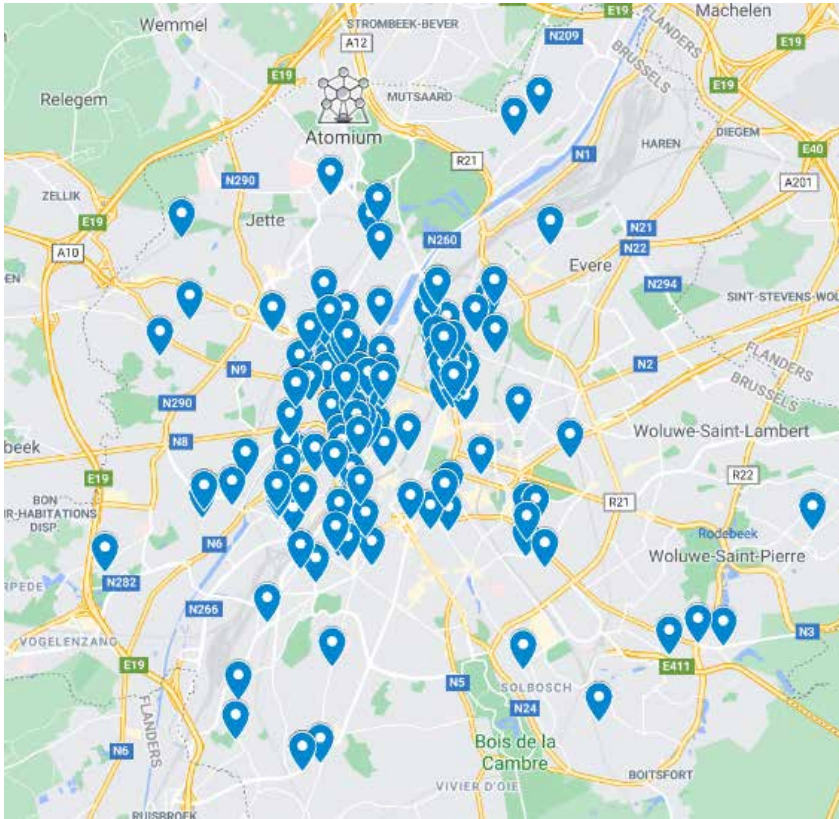 E19
FLANDERS
Machelen
Wemmel
STROMBEEK-BEVER
N209
BRUSSELS
A12
E19
E19
Relegem
MUTSAARD
Atomium
HAREN
DIEGEM
E40
N1
R21
A201
N290
ZELLIK
E19
Jette
N21
N260
N22
A10
Evere
N294
SINT-STEVENS-WOL
FLANDERS
BRUSSELS
N9
N2
N290
Woluwe-Saint-Lambert
N8
beek
E19
R22
BON
UR-HABITATIONS
DISP.
R21
Rodebeek
N6
Woluwe-Saint-Pierre
N282
N266
VOGELENZANG
N3
E19
E411
N5
SOLBOSCH
N24
FLANDERS
Bois de la
Cambre
N6
BOITSFORT
VIVIER D'OIE
RUISBROEK